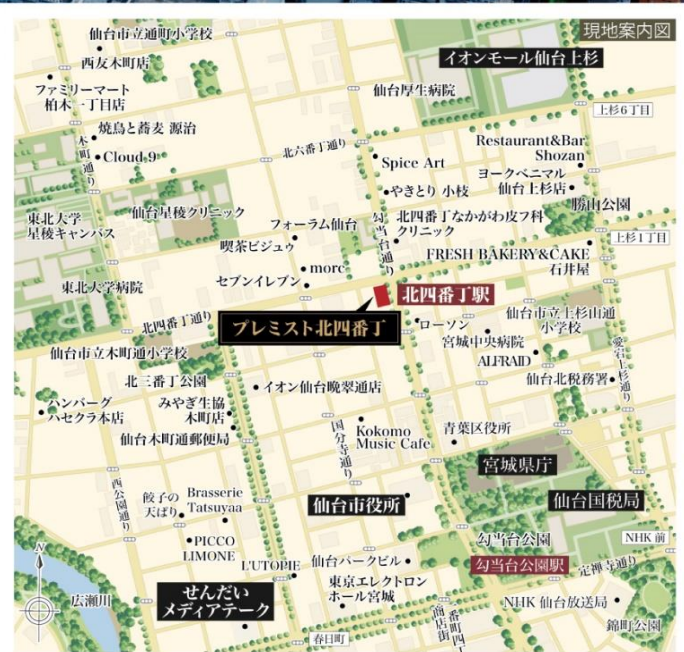 現地案内図
仙台市立通町小学校
西友木町店
イオンモール仙台上杉
ファミリーマート
柏木一丁目店
仙台厚生病院
上杉6丁目
焼鳥と蕎麦 源治
Cloud 9
木町通り
北六番丁通り
Spice Art
Restaurant&Bar
Shozan
ヨークベニマル
仙台上杉店
やきとり 小枝
勝山公園
東北大学
星稜キャンパス
仙台星稜クリニック
フォーラム仙台
勾当台通り
北四番丁なかがわ皮フ科
クリニック
上杉1丁目
喫茶ビジュゥ
FRESH BAKERY&CAKE
石井屋
more
東北大学病院
セブンイレブン
北四番丁駅
北四番丁通り
プレミスト北四番丁
ローソン
仙台市立上杉山通
小学校
宮城中央病院
仙台市立木町通小学校
ALFRAID
愛宕上杉通り
北三番丁公園
仙台北税務署
イオン仙台晩翠通店
ハンバーグ
ハセクラ本店
みやぎ生協
木町店
仙台木町通郵便局
国分寺通り
Kokomo
Music Cafe
青葉区役所
宮城県庁
西公園通り
餃子の
天ぱり
Brasserie
Tatsuyaa
仙台市役所
仙台国税局
PICCO
LIMONE
勾当台公園
NHK 前
L'UTOPIE
仙台パークビル
勾当台公園駅
定禅寺通り
N
広瀬川
せんだい
メディアテーク
東京エレクトロン
ホール宮城
NHK 仙台放送局
春日町
錦町公園